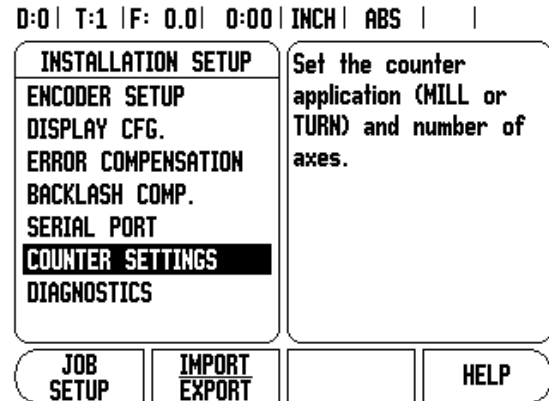 D:0| T:1 |F: 0.0| 0:00|INCH| ABS | |
INSTALLATION SETUP
ENCODER SETUP
DISPLAY CFG.
ERROR COMPENSATION
BACKLASH COMP.
SERIAL PORT
COUNTER SETTINGS
DIAGNOSTICS
Set the counter
application (MILL or
TURN) and number of
axes.
JOB
SETUP
IMPORT
EXPORT
HELP